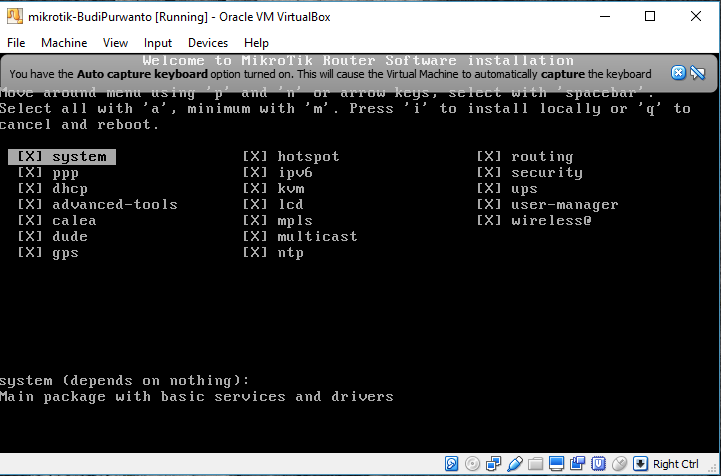 mikrotik-BudiPurwanto [Running] - Oracle VM VirtualBox
File Machine View Input Devices Help
Welcome to MikroTik Router Software installation
You have the Auto capture keyboard option turned on. This will cause the Virtual Machine to automatically capture the keyboard
Move around menu using 'p' and 'n' or arrow keys, select with 'spacebar'.
Select all with 'a', minimum with 'm'. Press 'i' to install locally or 'q' to
cancel and reboot.
[X] system [X] hotspot [X] routing
[X] ppp [X] ipv6 [X] security
[X] dhcp [X] kvm [X] ups
[X] advanced-tools [X] lcd [X] user-manager
[X] calea [X] mpls [X] wireless@
[X] dude [X] multicast
[X] gps [X] ntp
system (depends on nothing):
Main package with basic services and drivers
Right Ctrl